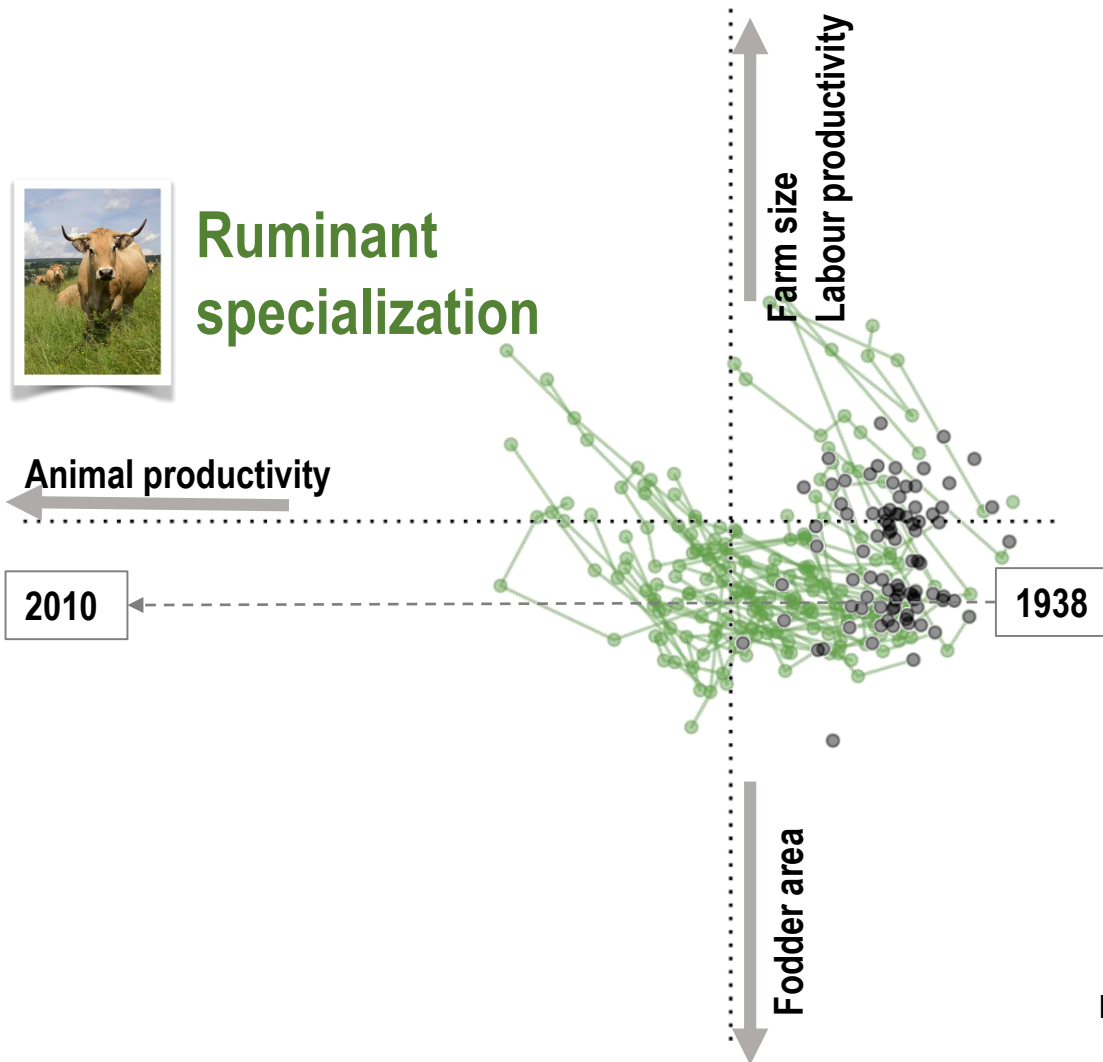 Farm size
Labour productivity
Ruminant
specialization
Animal productivity
2010
1938
Fodder area